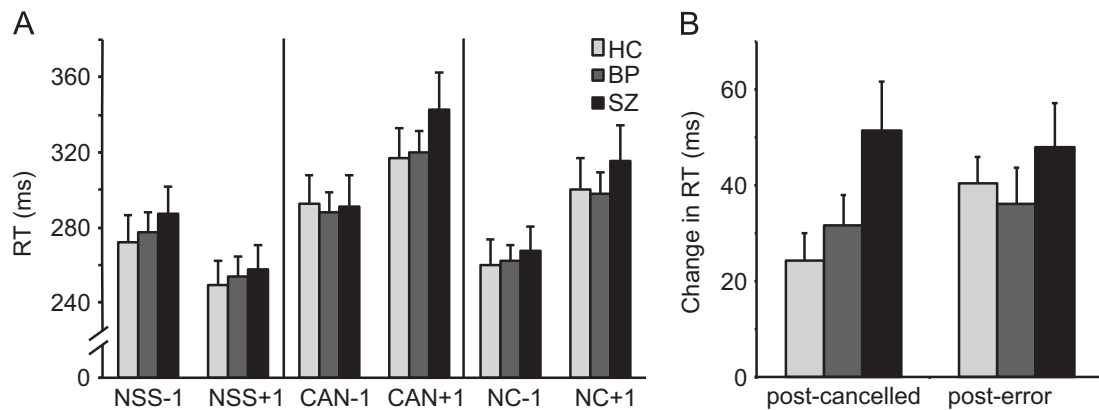 A
RT (ms)
360
320
280
240
0
HC
BP
SZ
NSS-1
NSS+1
CAN-1
CAN+1
NC-1
NC+1
B
Change in RT (ms)
60
40
20
0
post-cancelled
post-error